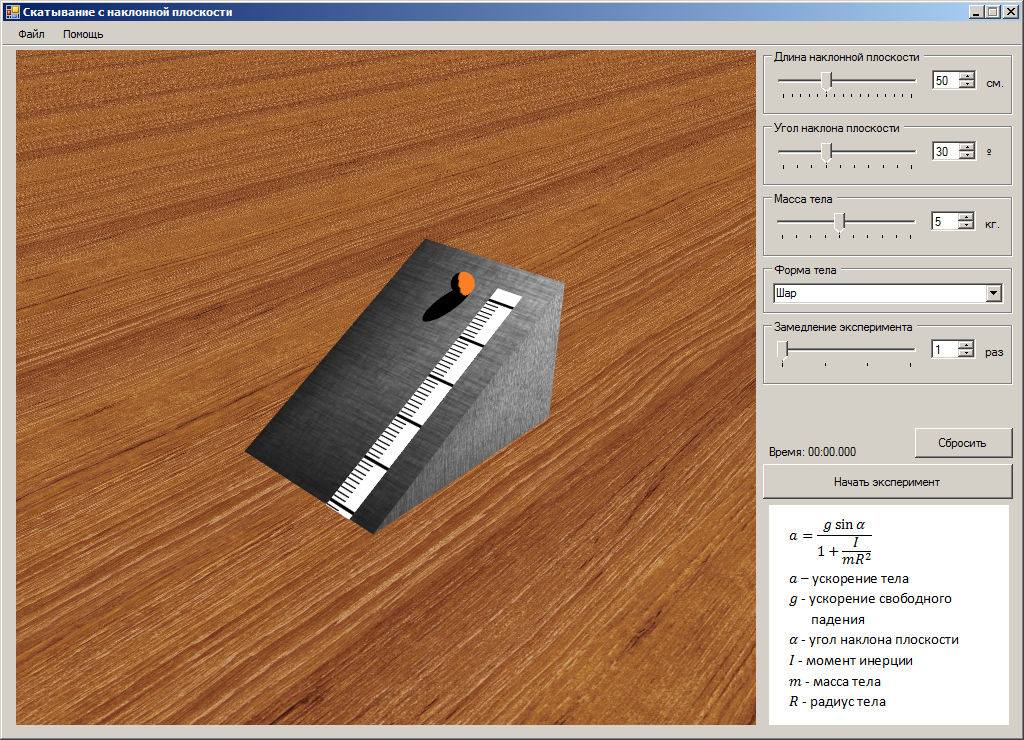 Скатывание с наклонной плоскости
Файл Помощь
Длина наклонной плоскости
50 см.
Угол наклона плоскости
30 º
Масса тела
5 кг.
Форма тела
Шар
Замедление эксперимента
1 раз
Сбросить
Время: 00:00.000
Начать эксперимент
a = g sin α / (1 + I / mR²)
a – ускорение тела
g - ускорение свободного
падения
α - угол наклона плоскости
I - момент инерции
m - масса тела
R - радиус тела